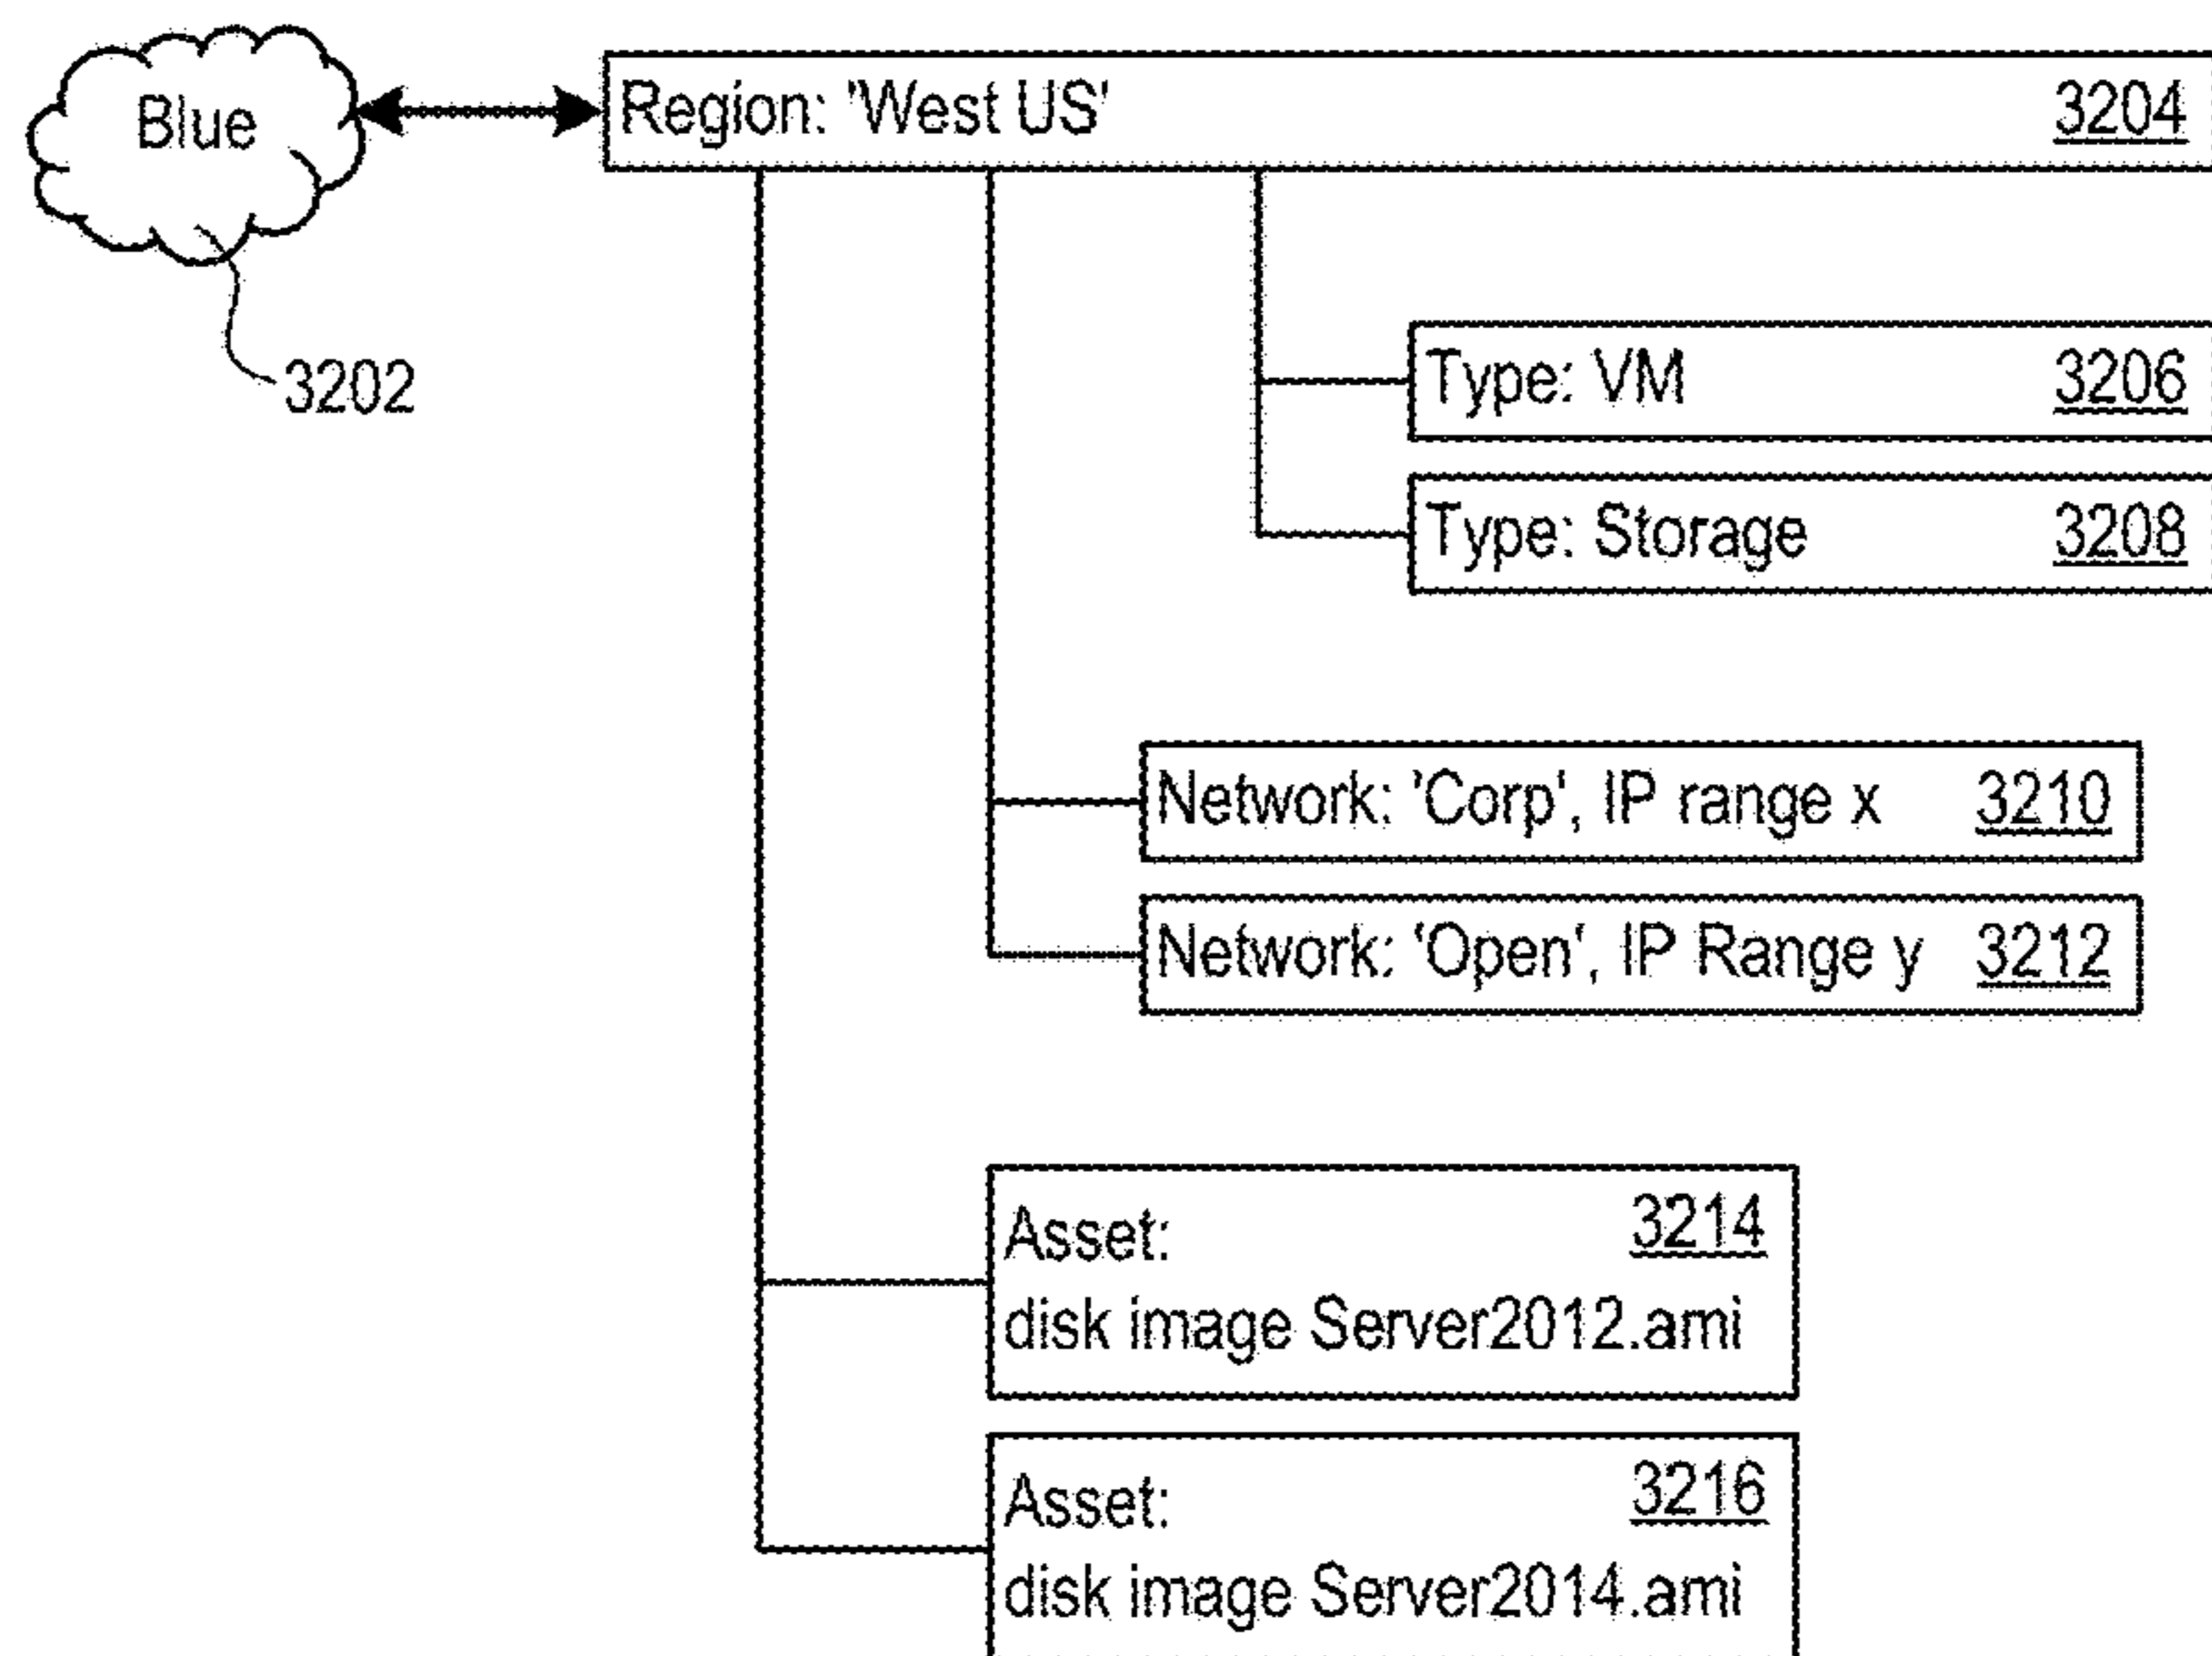 Blue
Region: 'West US' 3204
3202
Type: VM 3206
Type: Storage 3208
Network: 'Corp', IP range x 3210
Network: 'Open', IP Range y 3212
Asset: 3214
disk image Server2012.ami
Asset: 3216
disk image Server2014.ami